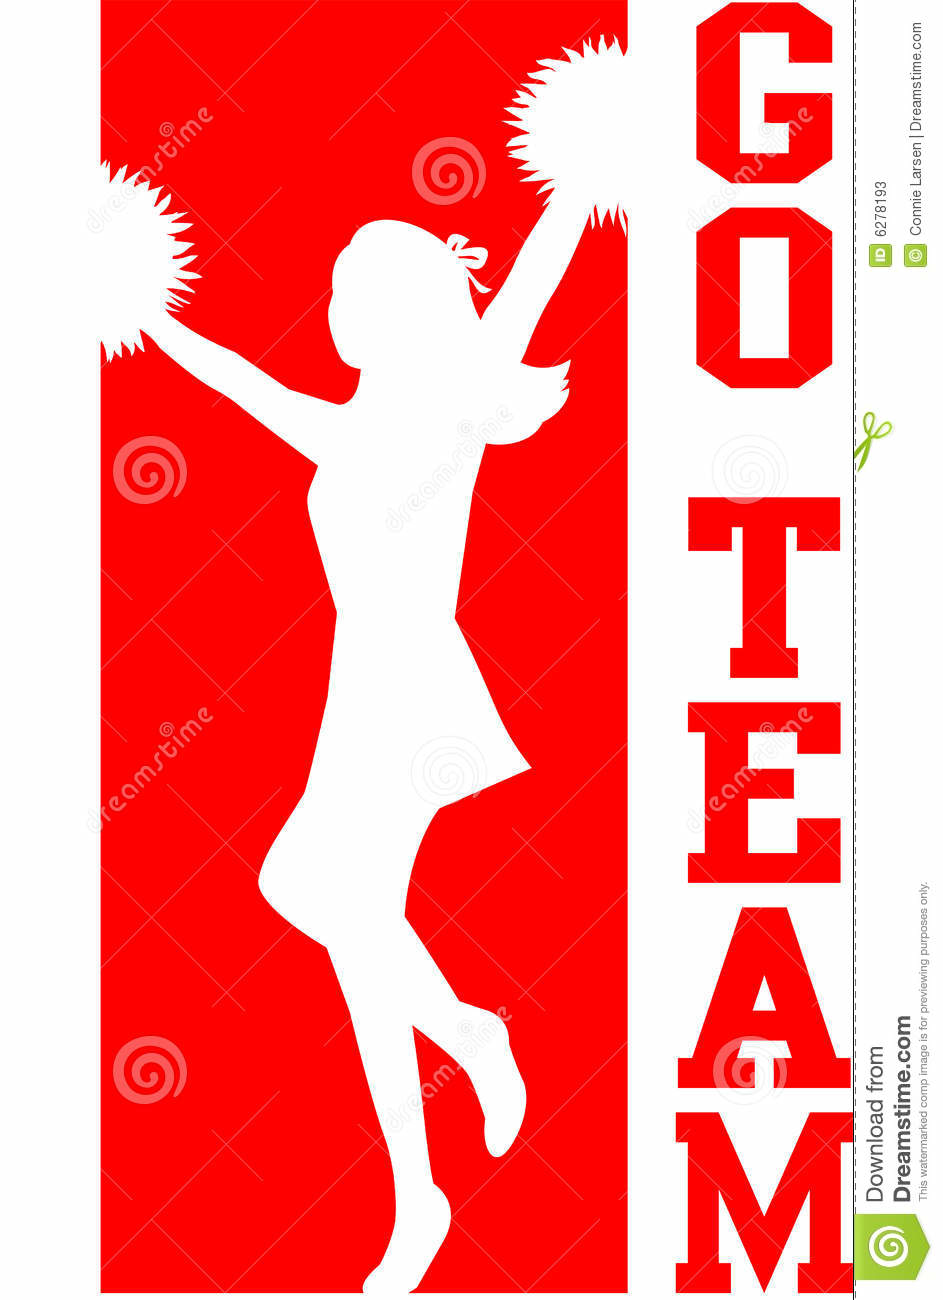 GO TEAM
dreamstime
dreamstime
dreamstime
dreamstime
dreamstime
dreamstime
dreamstime
ID 6278193
© Connie Larsen | Dreamstime.com
Download from
Dreamstime.com
This watermarked comp image is for previewing purposes only.